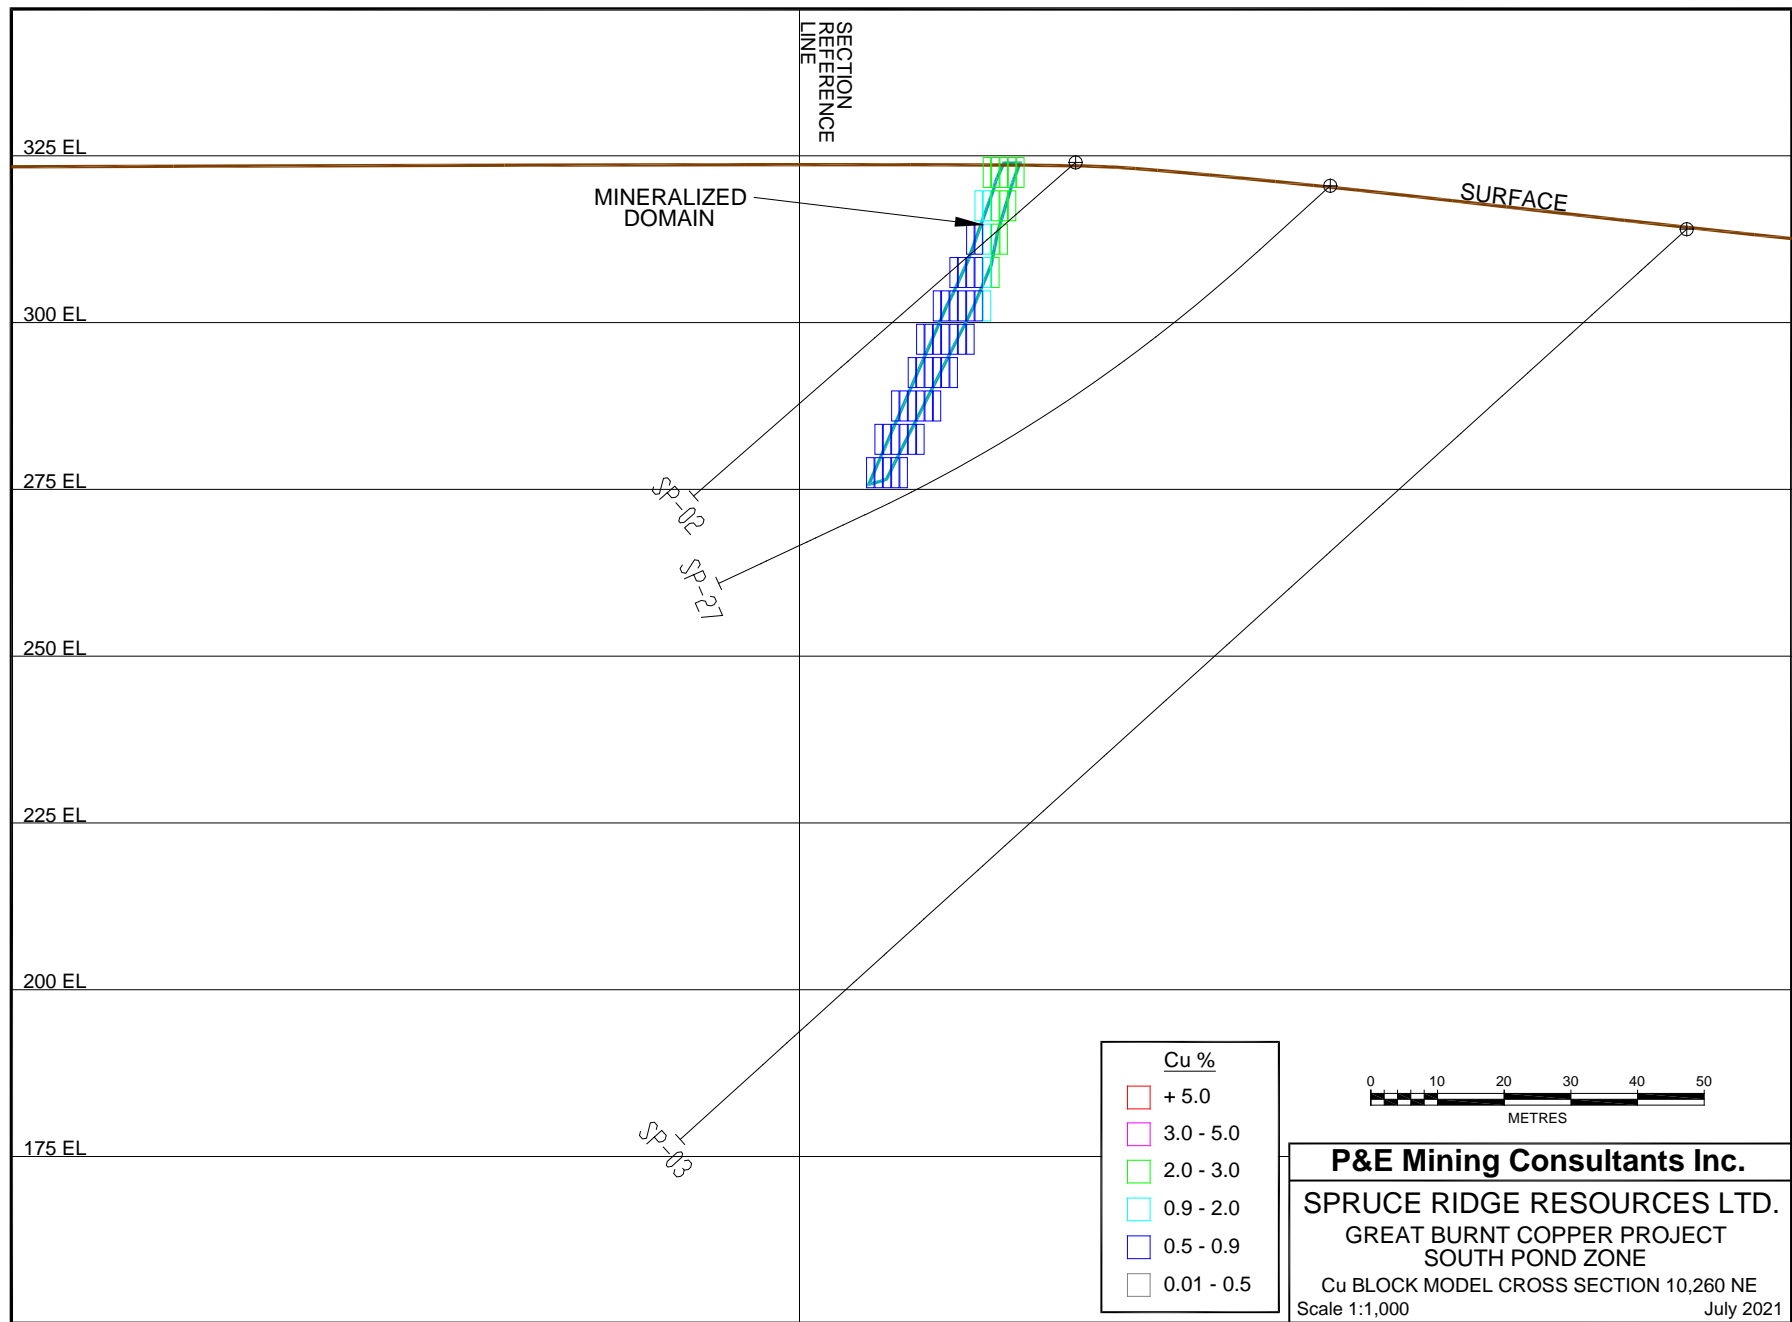 SECTION
REFERENCE
LINE
325 EL
MINERALIZED
DOMAIN
SURFACE
300 EL
275 EL
SP-02
SP-27
250 EL
225 EL
200 EL
175 EL
SP-03
Cu %
+ 5.0
3.0 - 5.0
2.0 - 3.0
0.9 - 2.0
0.5 - 0.9
0.01 - 0.5
0 10 20 30 40 50
METRES
P&E Mining Consultants Inc.
SPRUCE RIDGE RESOURCES LTD.
GREAT BURNT COPPER PROJECT
SOUTH POND ZONE
Cu BLOCK MODEL CROSS SECTION 10,260 NE
Scale 1:1,000 July 2021